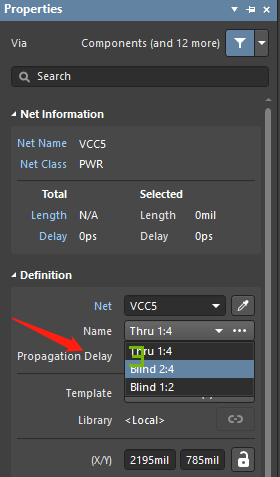 Properties
Via Components (and 12 more)
Search
Net Information
Net Name VCC5
Net Class PWR
Total Selected
Length N/A Length 0mil
Delay 0ps Delay 0ps
Definition
Net VCC5
Name Thru 1:4
Propagation Delay Thru 1:4
Blind 2:4
Blind 1:2
Template
Library <Local>
(X/Y) 2195mil 785mil